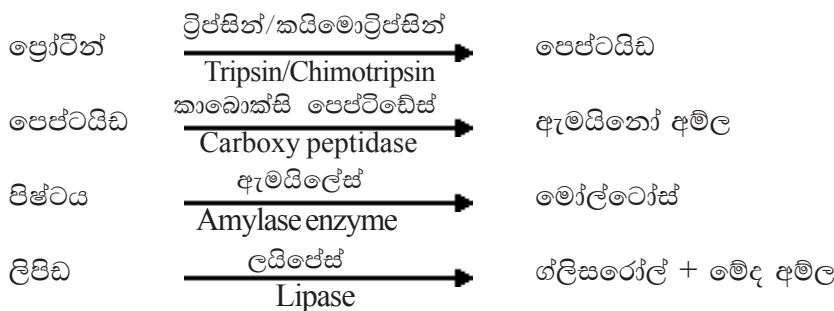 ප්‍රෝටීන් ට්‍රිප්සින්/කයිමොට්‍රිප්සින් පෙප්ටයිඩ
Tripsin/Chimotripsin
පෙප්ටයිඩ කාබොක්සි පෙප්ටිඩේස් ඇමයිනෝ අම්ල
Carboxy peptidase
පිෂ්ටය ඇමයිලේස් මෝල්ටෝස්
Amylase enzyme
ලිපිඩ ලයිපේස් ග්ලිසරෝල් + මේද අම්ල
Lipase